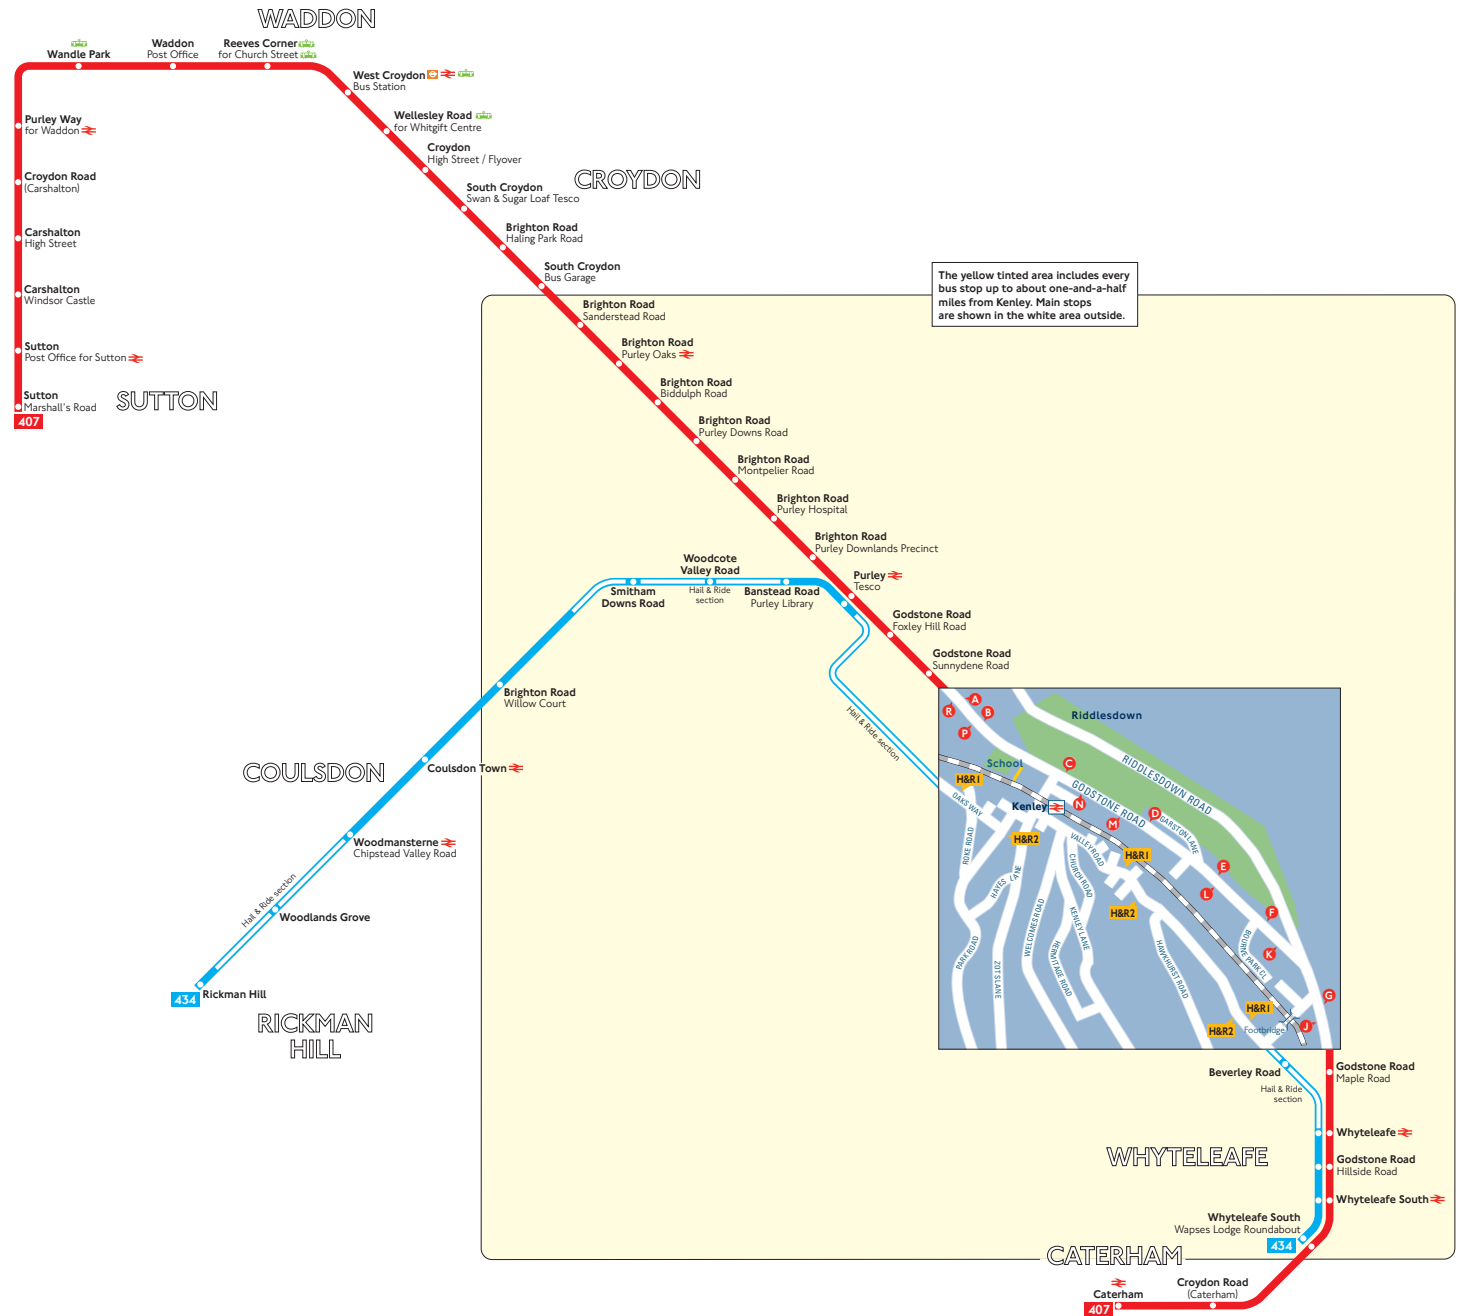 WADDON
Wandle Park
Waddon
Post Office
Reeves Corner
for Church Street
West Croydon
Bus Station
Wellesley Road
for Whitgift Centre
Croydon
High Street / Flyover
CROYDON
South Croydon
Swan & Sugar Loaf Tesco
Brighton Road
Haling Park Road
South Croydon
Bus Garage
Purley Way
for Waddon
Croydon Road
(Carshalton)
Carshalton
High Street
Carshalton
Windsor Castle
Sutton
Post Office for Sutton
Sutton
Marshall's Road
SUTTON
407
The yellow tinted area includes every
bus stop up to about one-and-a-half
miles from Kenley. Main stops
are shown in the white area outside.
Brighton Road
Sanderstead Road
Brighton Road
Purley Oaks
Brighton Road
Biddulph Road
Brighton Road
Purley Downs Road
Brighton Road
Montpelier Road
Brighton Road
Purley Hospital
Brighton Road
Purley Downlands Precinct
Purley
Tesco
Godstone Road
Foxley Hill Road
Godstone Road
Sunnydene Road
Woodcote
Valley Road
Hail & Ride
section
Smitham
Downs Road
Banstead Road
Purley Library
Brighton Road
Willow Court
Hail & Ride section
COULSDON
Coulsdon Town
Woodmansterne
Chipstead Valley Road
Hail & Ride section
Woodlands Grove
434
Rickman Hill
RICKMAN
HILL
A
R
B
P
Riddlesdown
School
C
RIDDLESDOWN ROAD
H&R1
OAKS WAY
Kenley
N
GODSTONE ROAD
M
D
GARSTON LANE
H&R2
ROKE ROAD
VALLEY ROAD
H&R1
CHURCH ROAD
HAYES LANE
E
L
H&R2
F
WELCOMES ROAD
KENLEY LANE
PARK ROAD
HERMITAGE ROAD
HAWKHURST ROAD
BOURNE PARK CL
K
ZOTS LANE
G
H&R1
H&R2
Footbridge
J
Beverley Road
Hail & Ride
section
Godstone Road
Maple Road
Whyteleafe
WHYTELEAFE
Godstone Road
Hillside Road
Whyteleafe South
Whyteleafe South
Wapses Lodge Roundabout
434
CATERHAM
Caterham
Croydon Road
(Caterham)
407